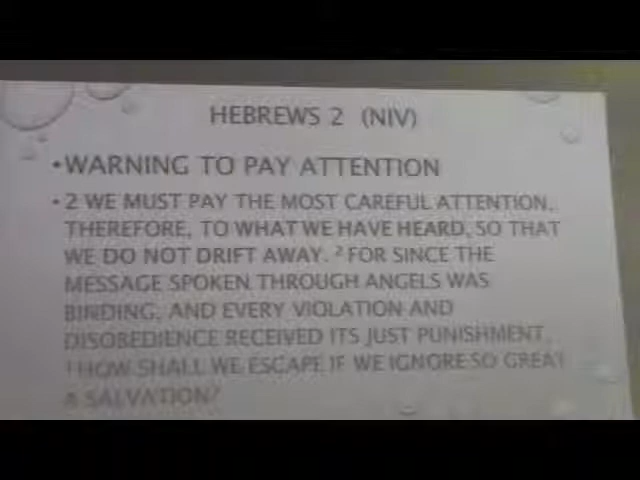 HEBREWS 2 (NIV)
•WARNING TO PAY ATTENTION
• 2 WE MUST PAY THE MOST CAREFUL ATTENTION,
THEREFORE, TO WHAT WE HAVE HEARD, SO THAT
WE DO NOT DRIFT AWAY. ² FOR SINCE THE
MESSAGE SPOKEN THROUGH ANGELS WAS
BINDING, AND EVERY VIOLATION AND
DISOBEDIENCE RECEIVED ITS JUST PUNISHMENT,
HOW SHALL WE ESCAPE IF WE IGNORE SO GREAT
A SALVATION?